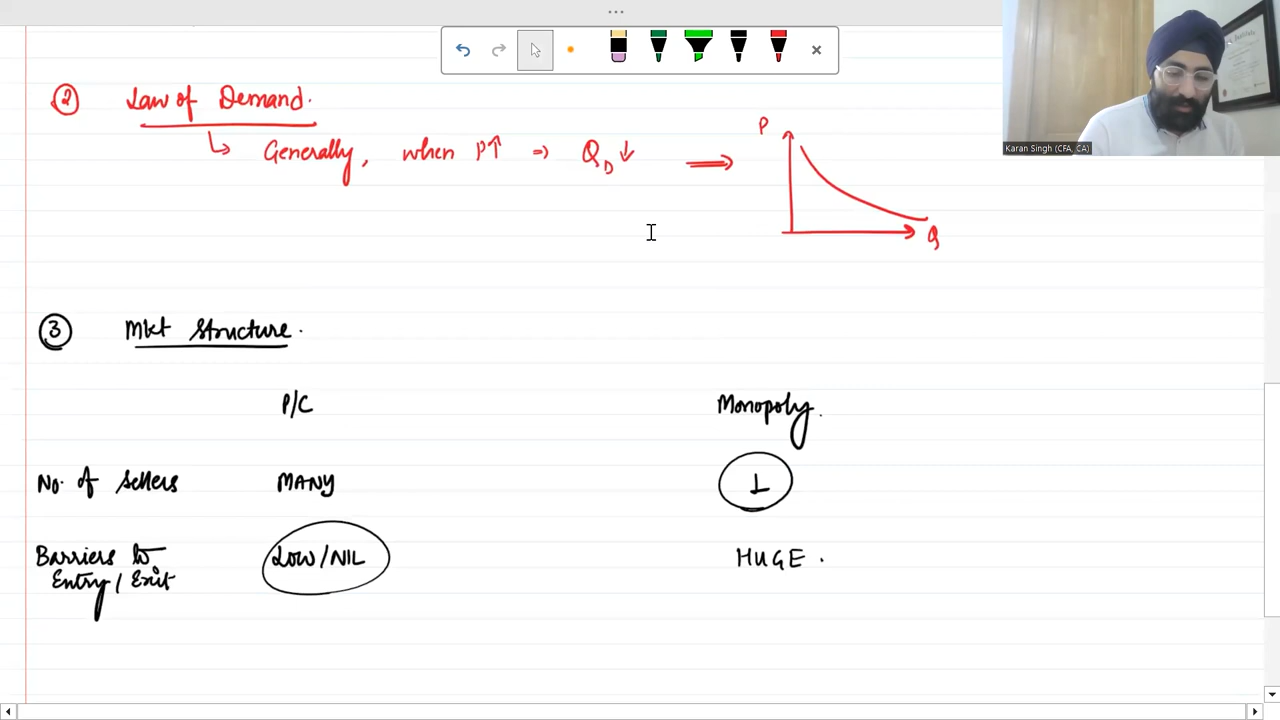 ② Law of Demand.
↳ Generally, when P↑ ⇒ Q_D ↓ ⟹
P
Q
Karan Singh (CFA, CA)
③ Mkt Structure.
P/C Monopoly.
No. of Sellers MANY 1
Barriers to Entry/Exit LOW/NIL HUGE.